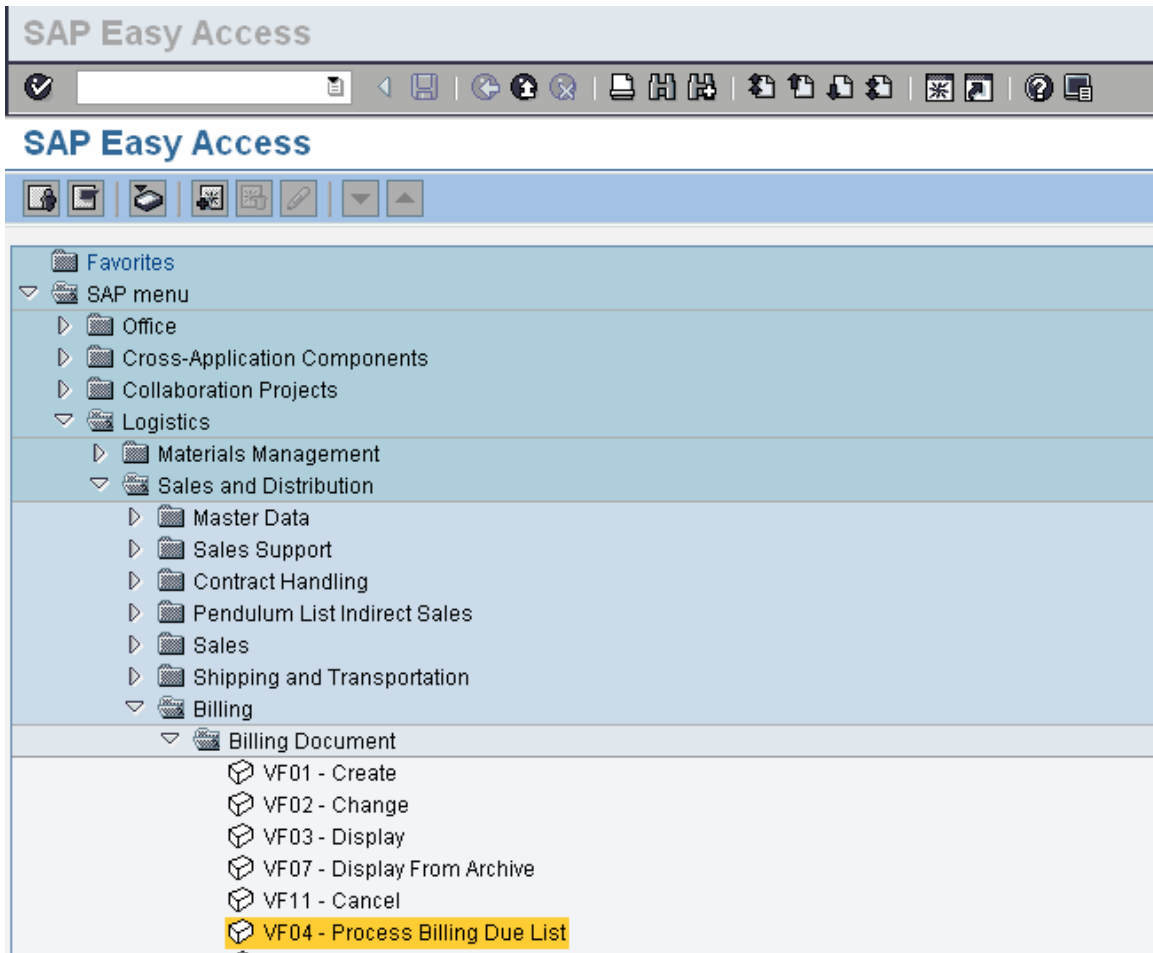 SAP Easy Access
SAP Easy Access
Favorites
SAP menu
Office
Cross-Application Components
Collaboration Projects
Logistics
Materials Management
Sales and Distribution
Master Data
Sales Support
Contract Handling
Pendulum List Indirect Sales
Sales
Shipping and Transportation
Billing
Billing Document
VF01 - Create
VF02 - Change
VF03 - Display
VF07 - Display From Archive
VF11 - Cancel
VF04 - Process Billing Due List